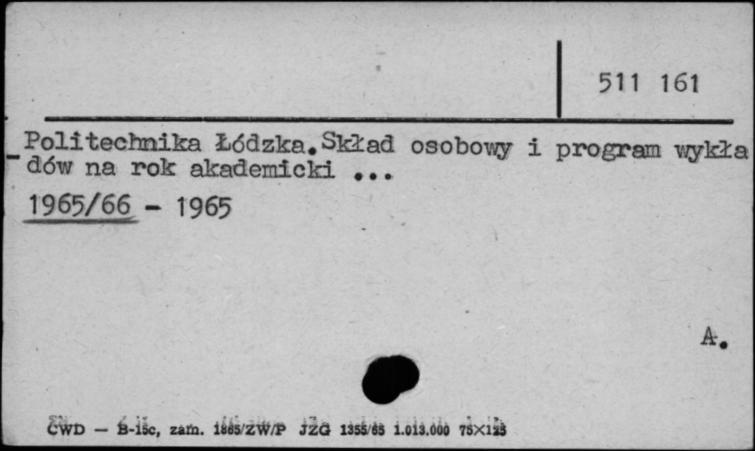 511 161
Politechnika Łódzka. Skład osobowy i program wykła
- dów na rok akademicki ...
1965/66 - 1965
A.
CWD — B-15c, zam. 1865/ZW/P JZG 1355/65 1.013.000 75X125